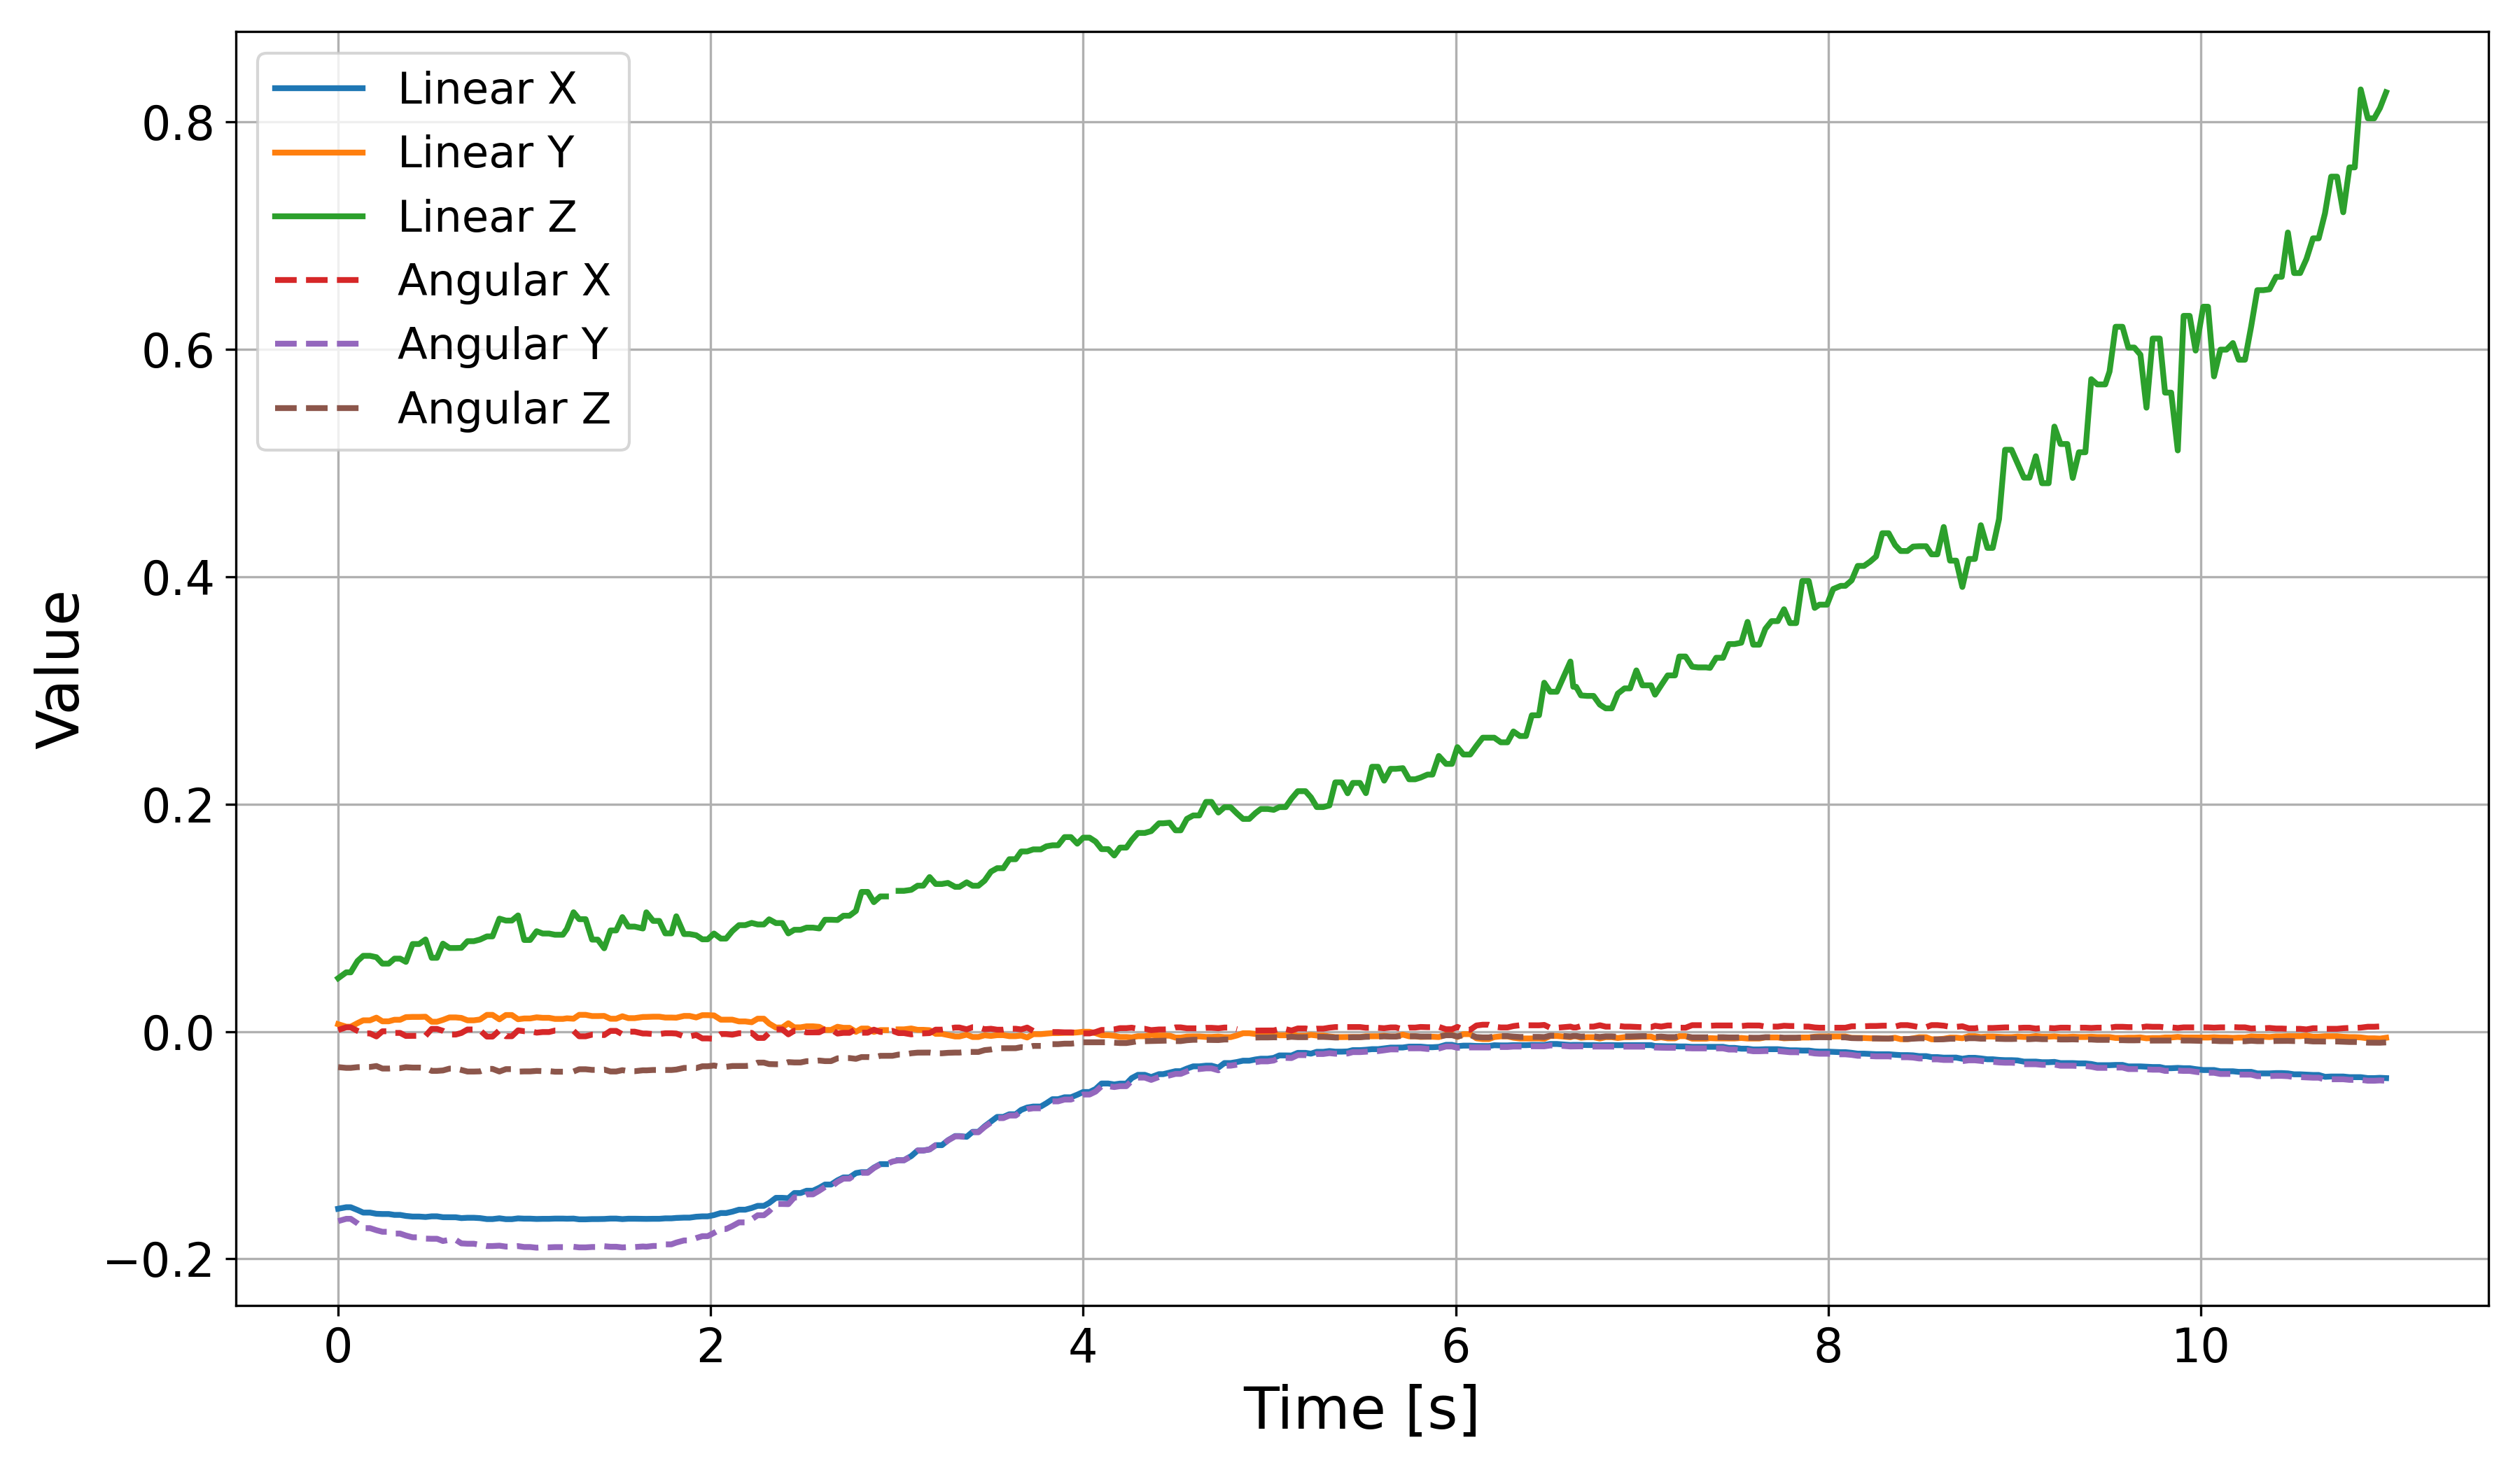 Linear X
Linear Y
Linear Z
Angular X
Angular Y
Angular Z
0.8
0.6
0.4
0.2
0.0
−0.2
Value
0 2 4 6 8 10
Time [s]